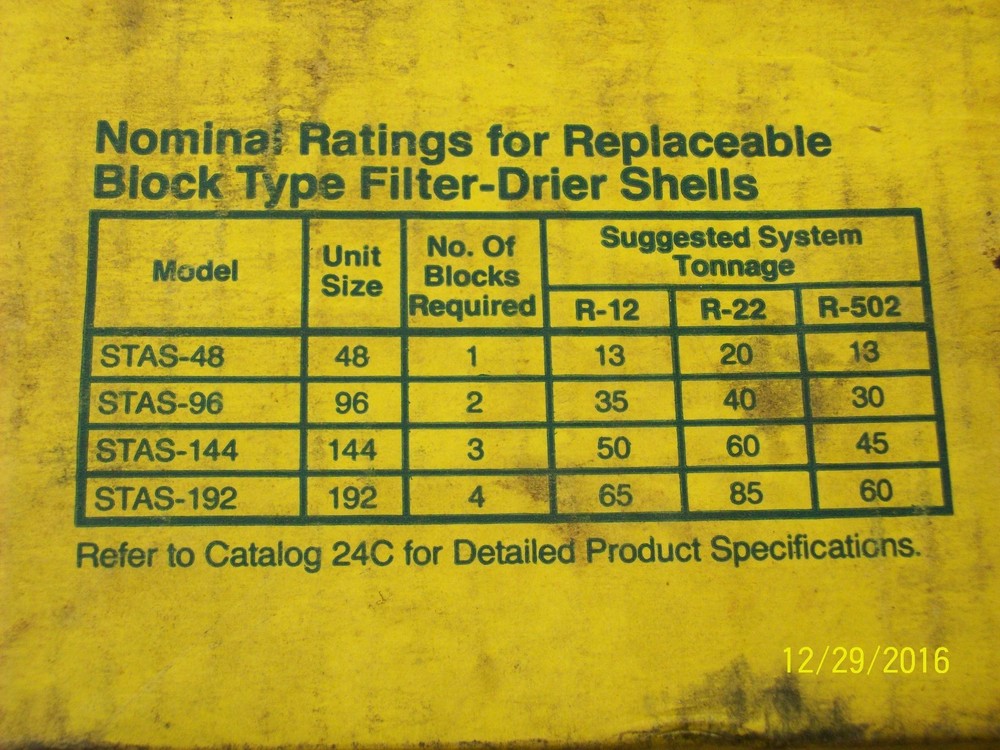 Nominal Ratings for Replaceable
Block Type Filter-Drier Shells
Model Unit Size No. Of Blocks Required Suggested System Tonnage
R-12 R-22 R-502
STAS-48 48 1 13 20 13
STAS-96 96 2 35 40 30
STAS-144 144 3 50 60 45
STAS-192 192 4 65 85 60
Refer to Catalog 24C for Detailed Product Specifications.
12/29/2016